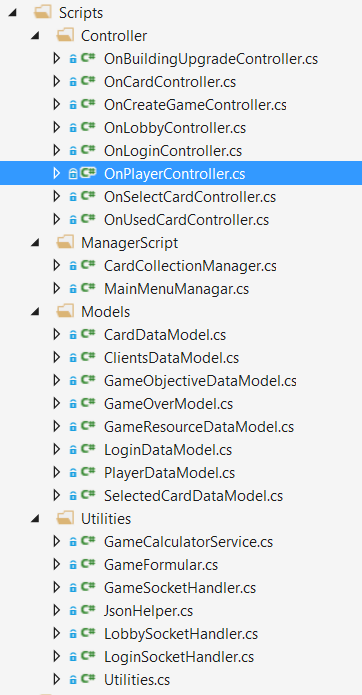 Scripts
Controller
C# OnBuildingUpgradeController.cs
C# OnCardController.cs
C# OnCreateGameController.cs
C# OnLobbyController.cs
C# OnLoginController.cs
C# OnPlayerController.cs
C# OnSelectCardController.cs
C# OnUsedCardController.cs
ManagerScript
C# CardCollectionManager.cs
C# MainMenuManagar.cs
Models
C# CardDataModel.cs
C# ClientsDataModel.cs
C# GameObjectiveDataModel.cs
C# GameOverModel.cs
C# GameResourceDataModel.cs
C# LoginDataModel.cs
C# PlayerDataModel.cs
C# SelectedCardDataModel.cs
Utilities
C# GameCalculatorService.cs
C# GameFormular.cs
C# GameSocketHandler.cs
C# JsonHelper.cs
C# LobbySocketHandler.cs
C# LoginSocketHandler.cs
C# Utilities.cs